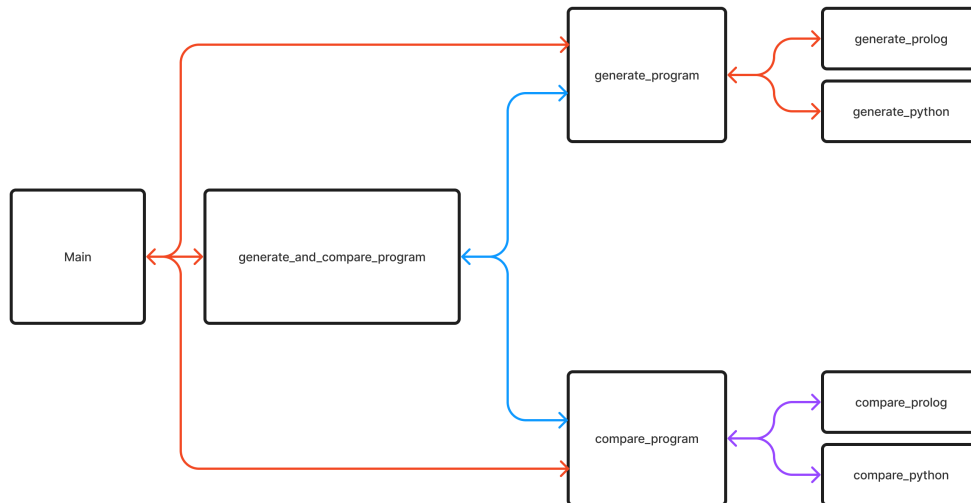 generate_prolog
generate_program
generate_python
Main
generate_and_compare_program
compare_prolog
compare_program
compare_python